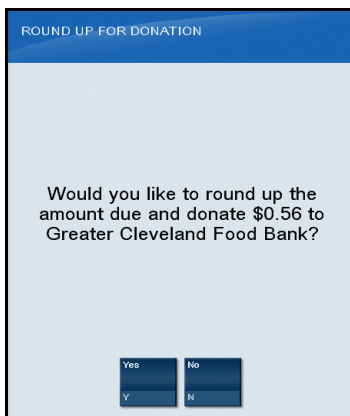 ROUND UP FOR DONATION
Would you like to round up the
amount due and donate $0.56 to
Greater Cleveland Food Bank?
Yes No
Y N